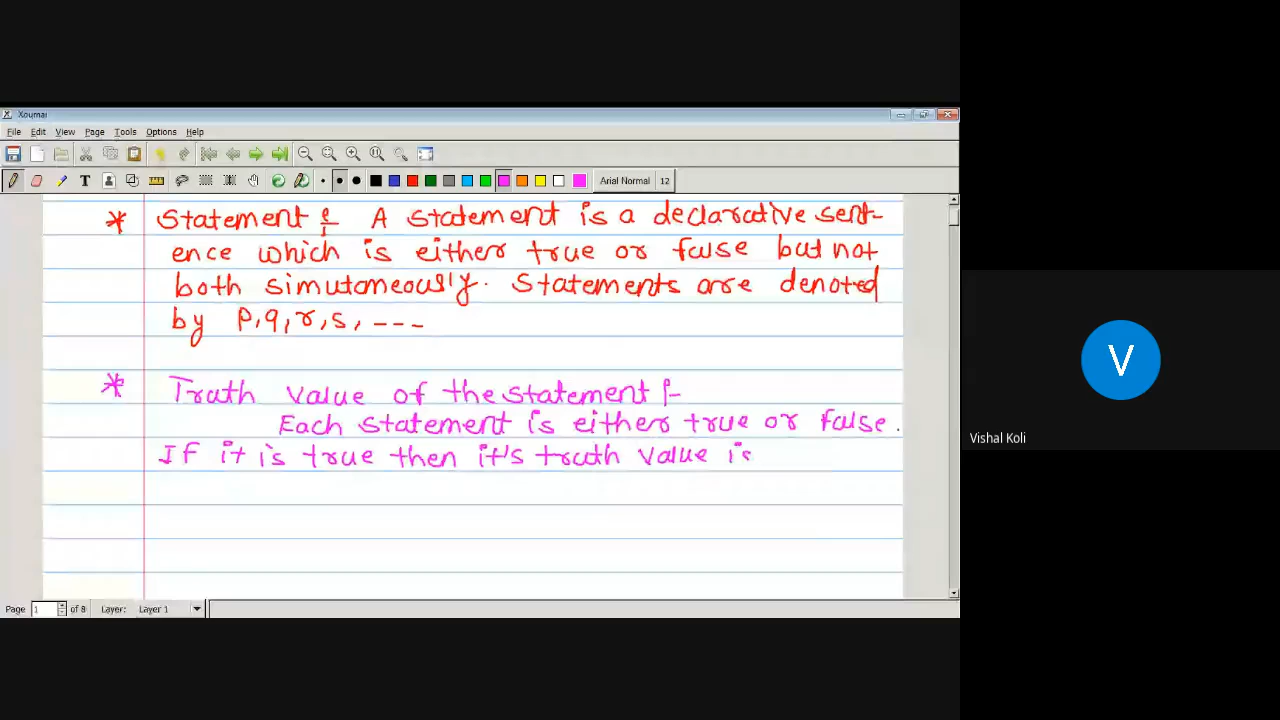 Xournal
File Edit View Page Tools Options Help
Arial Normal 12
* Statement :- A statement is a declarative sent-
ence which is either true or false but not
both simutaneously. Statements are denoted
by p,q,r,s, ---
* Truth value of the statement :-
Each statement is either true or false.
If it is true then it's truth value is
Page 1 of 8 Layer: Layer 1
V
Vishal Koli